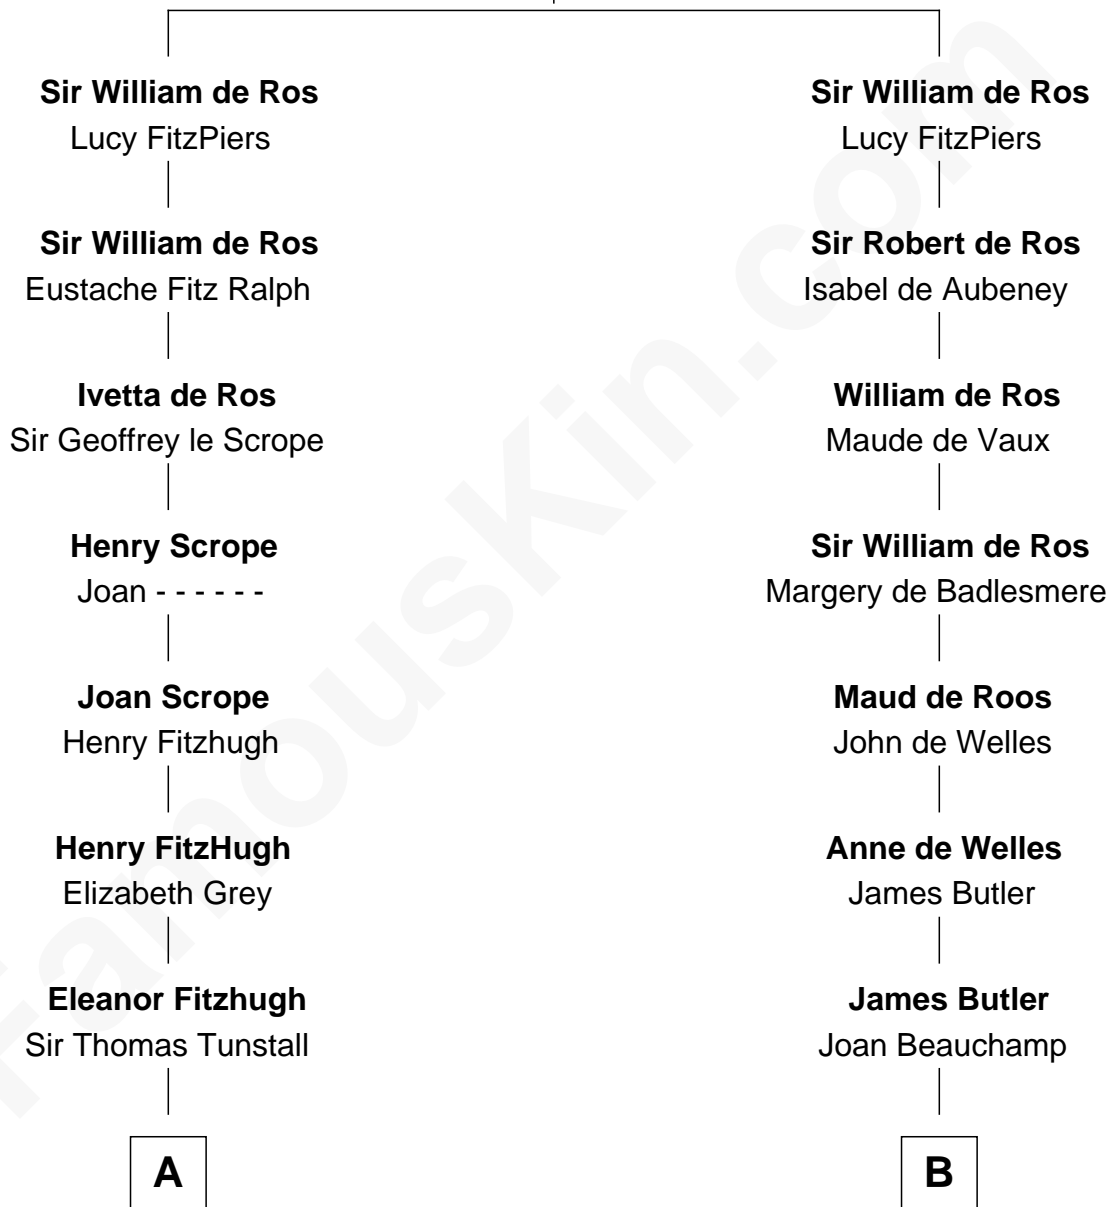 Sir William de Ros
Lucy FitzPiers
Sir William de Ros
Eustache Fitz Ralph
Ivetta de Ros
Sir Geoffrey le Scrope
Henry Scrope
Joan - - - - - -
Joan Scrope
Henry Fitzhugh
Henry FitzHugh
Elizabeth Grey
Eleanor Fitzhugh
Sir Thomas Tunstall
A
Sir William de Ros
Lucy FitzPiers
Sir Robert de Ros
Isabel de Aubeney
William de Ros
Maude de Vaux
Sir William de Ros
Margery de Badlesmere
Maud de Roos
John de Welles
Anne de Welles
James Butler
James Butler
Joan Beauchamp
B
FamousKin.com